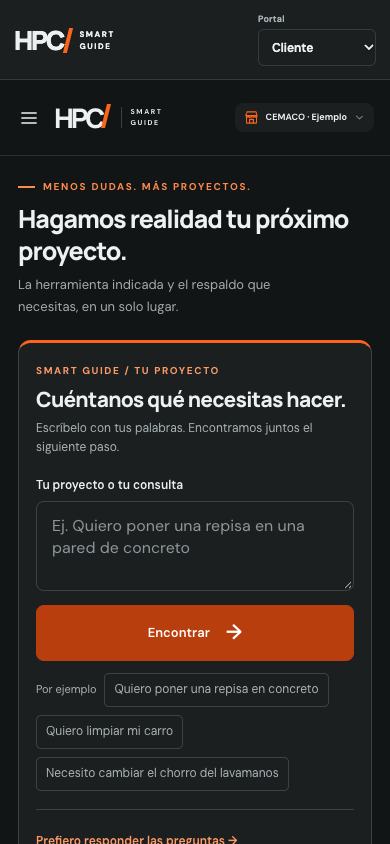 HPC/ SMART GUIDE
Portal
Cliente
HPC/ SMART GUIDE
CEMACO · Ejemplo
MENOS DUDAS. MÁS PROYECTOS.
Hagamos realidad tu próximo
proyecto.
La herramienta indicada y el respaldo que
necesitas, en un solo lugar.
SMART GUIDE / TU PROYECTO
Cuéntanos qué necesitas hacer.
Escríbelo con tus palabras. Encontramos juntos el
siguiente paso.
Tu proyecto o tu consulta
Ej. Quiero poner una repisa en una
pared de concreto
Encontrar →
Por ejemplo
Quiero poner una repisa en concreto
Quiero limpiar mi carro
Necesito cambiar el chorro del lavamanos
Prefiero responder las preguntas →